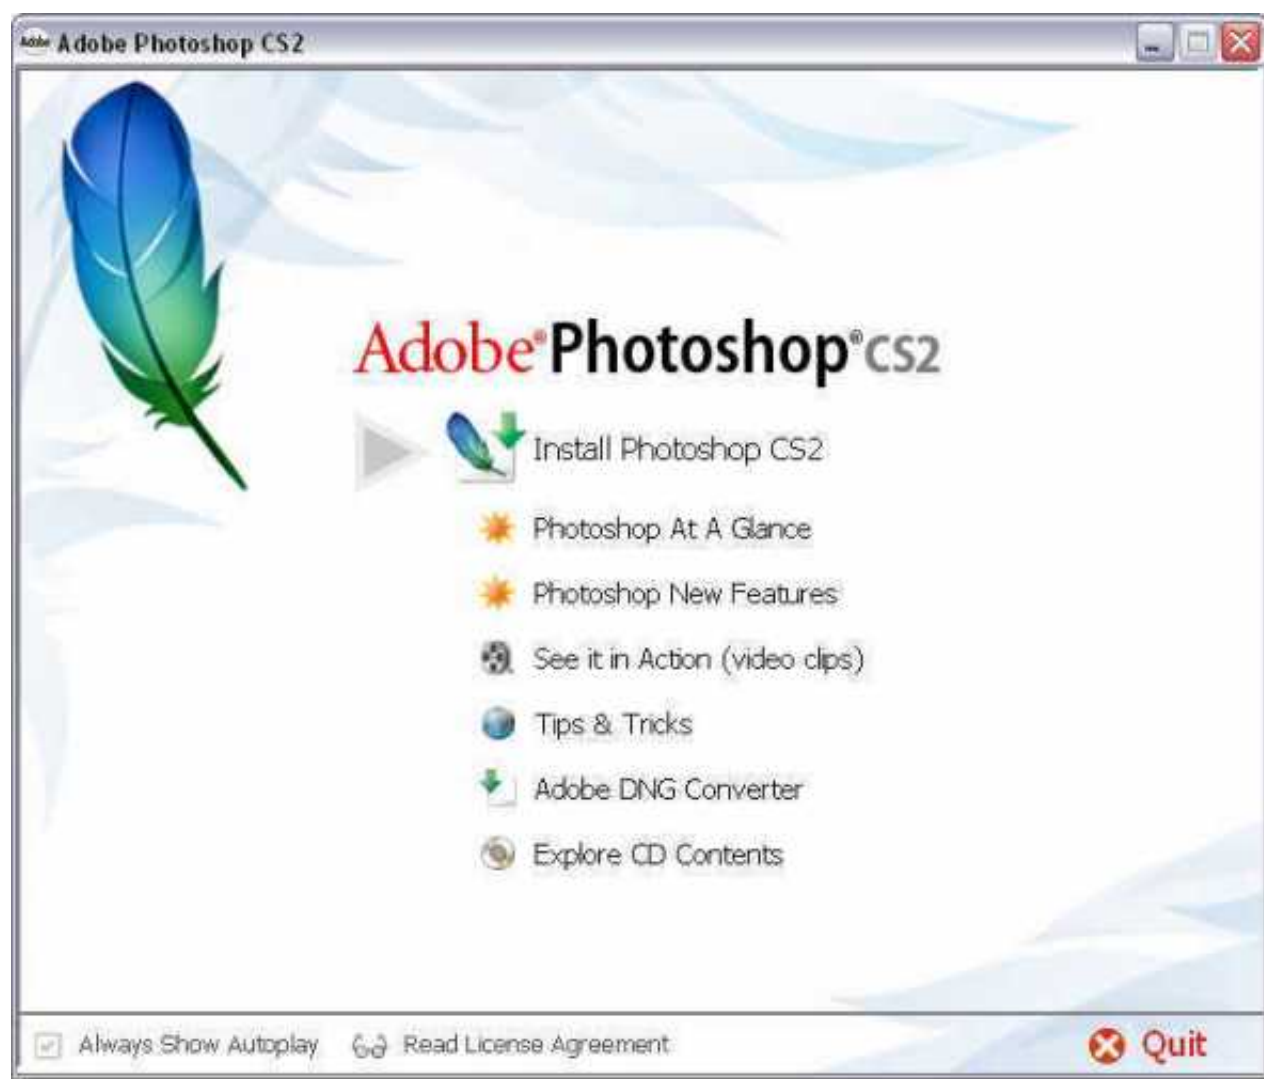 Adobe Adobe Photoshop CS2
Adobe® Photoshop® CS2
Install Photoshop CS2
Photoshop At A Glance
Photoshop New Features
See it in Action (video clips)
Tips & Tricks
Adobe DNG Converter
Explore CD Contents
Always Show Autoplay Read License Agreement Quit